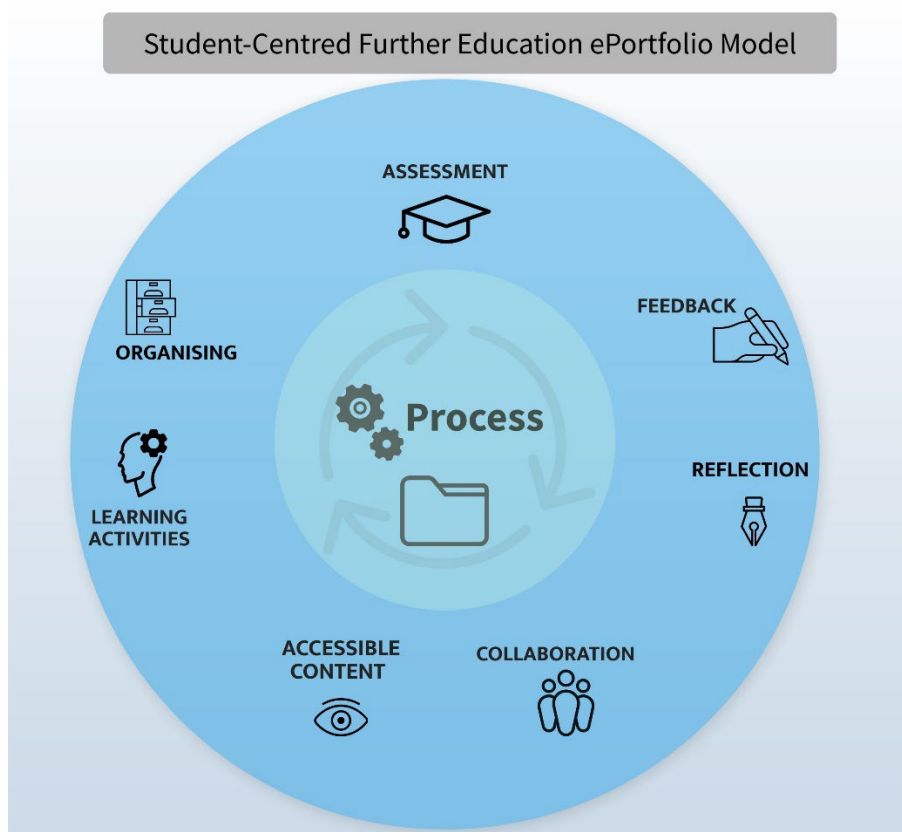 Student-Centred Further Education ePortfolio Model
ASSESSMENT
FEEDBACK
ORGANISING
Process
REFLECTION
LEARNING
ACTIVITIES
ACCESSIBLE
CONTENT
COLLABORATION